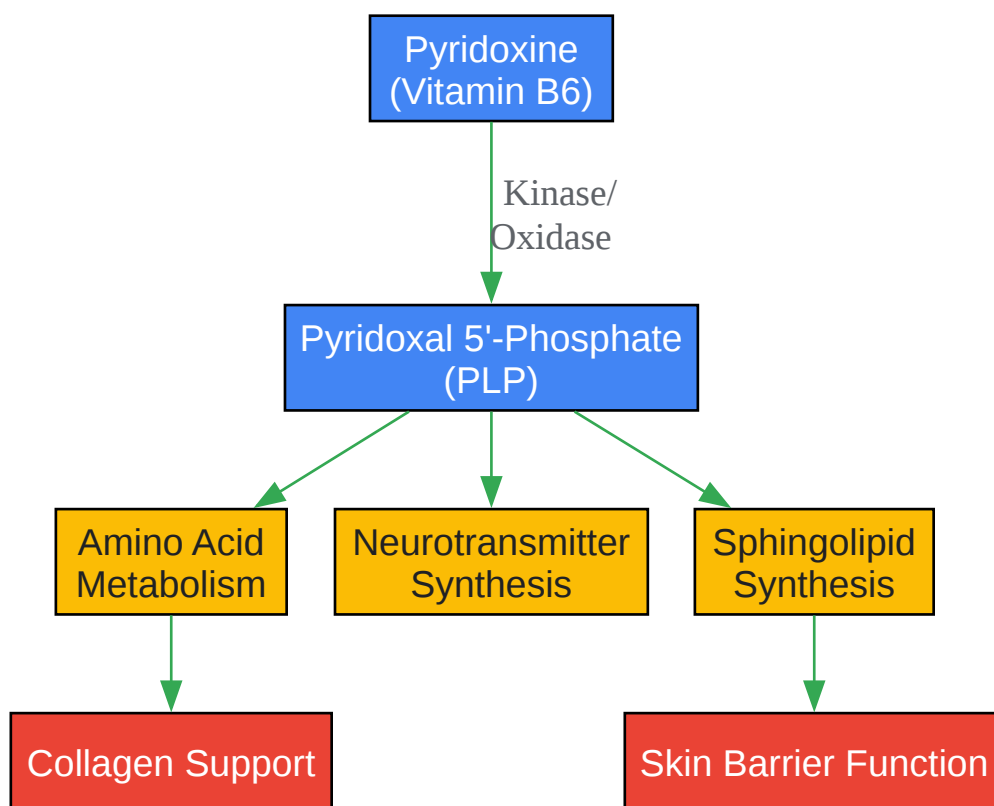 Pyridoxine
(Vitamin B6)
Kinase/
Oxidase
Pyridoxal 5'-Phosphate
(PLP)
Amino Acid
Metabolism
Neurotransmitter
Synthesis
Sphingolipid
Synthesis
Collagen Support
Skin Barrier Function